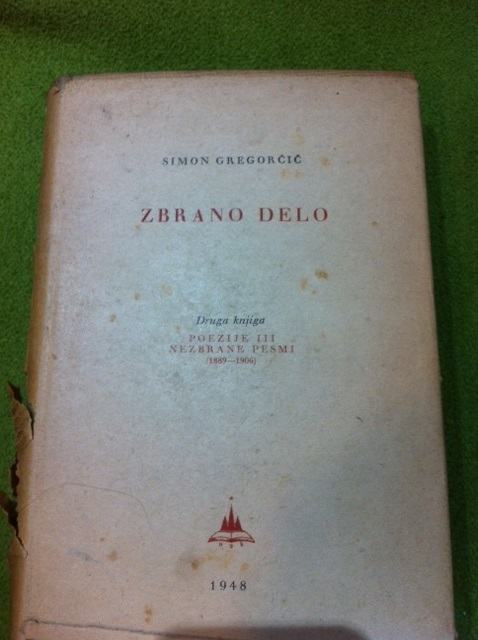 SIMON GREGORČIČ
ZBRANO DELO
Druga knjiga
POEZIJE III
NEZBRANE PESMI
(1889—1906)
1948